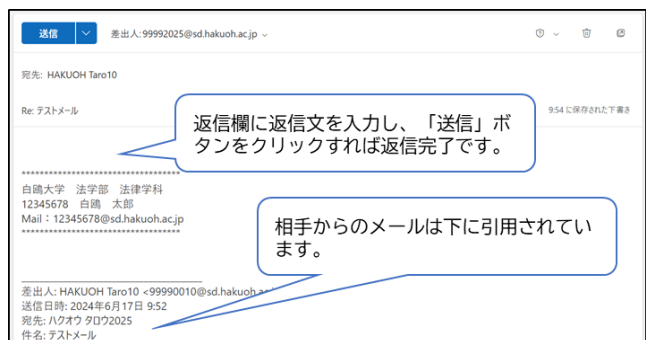 送信
差出人:99992025@sd.hakuoh.ac.jp
宛先: HAKUOH Taro10
Re: テストメール
9:54 に保存された下書き
返信欄に返信文を入力し、「送信」ボ
タンをクリックすれば返信完了です。
***********************************
白鴎大学 法学部 法律学科
12345678 白鴎 太郎
Mail：12345678@sd.hakuoh.ac.jp
***********************************
相手からのメールは下に引用されてい
ます。
差出人: HAKUOH Taro10 <99990010@sd.hakuoh.ac
送信日時: 2024年6月17日 9:52
宛先: ハクオウ タロウ2025
件名: テストメール